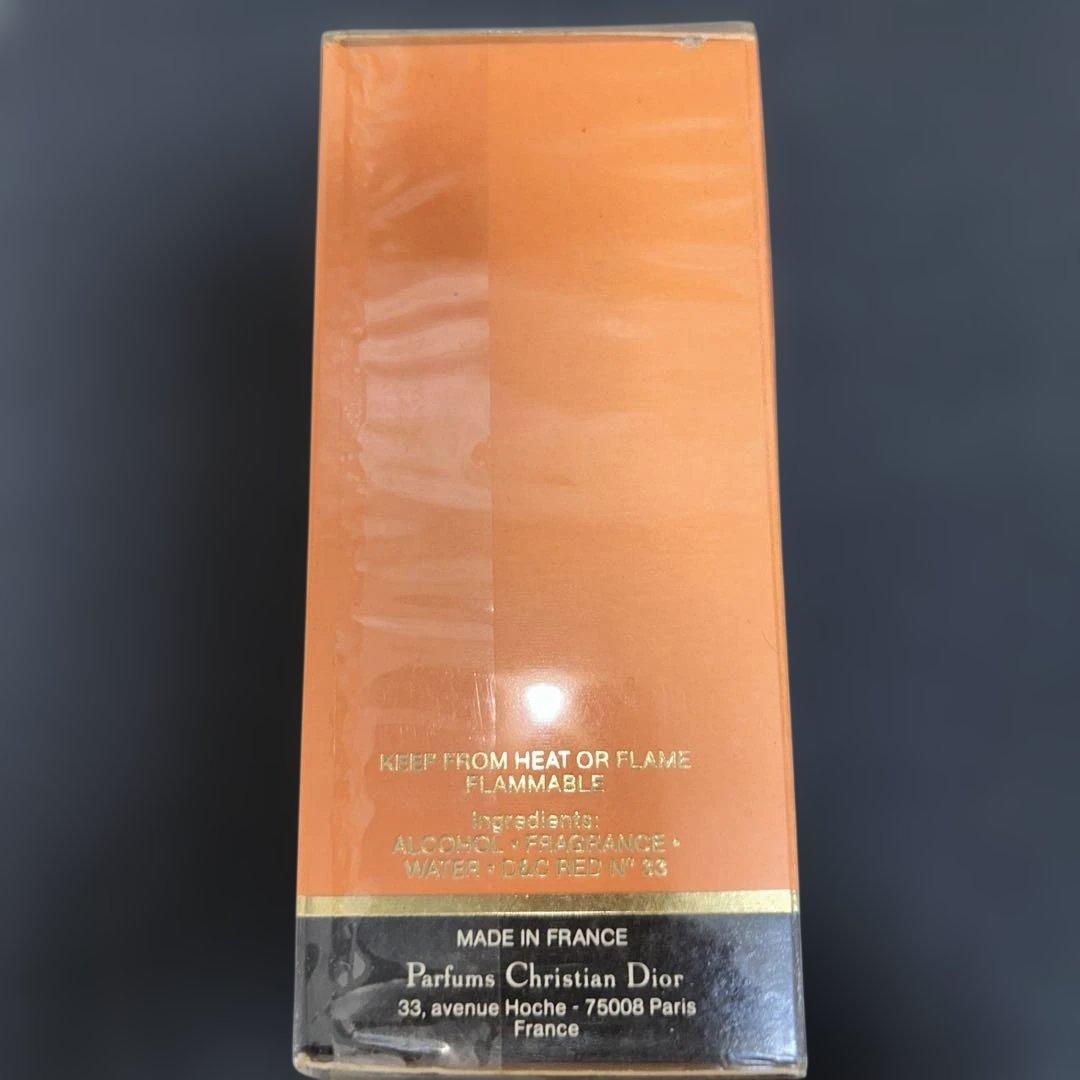 KEEP FROM HEAT OR FLAME
FLAMMABLE
Ingredients:
ALCOHOL • FRAGRANCE •
WATER • D&C RED N° 33
MADE IN FRANCE
Parfums Christian Dior
33, avenue Hoche - 75008 Paris
France